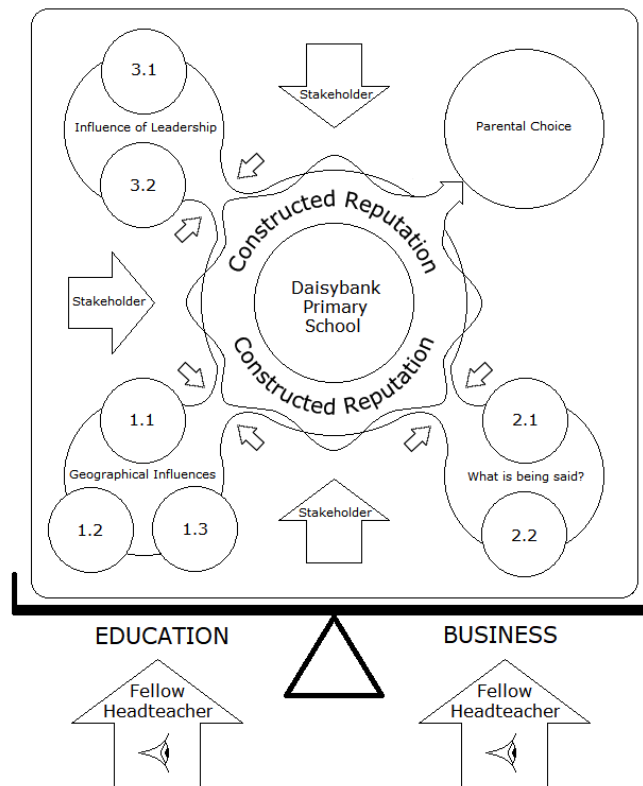 3.1
Influence of Leadership
3.2
Stakeholder
Parental Choice
Constructed Reputation
Stakeholder
Daisybank
Primary
School
Constructed Reputation
1.1
Geographical Influences
1.2
1.3
Stakeholder
2.1
What is being said?
2.2
EDUCATION
BUSINESS
Fellow
Headteacher
Fellow
Headteacher